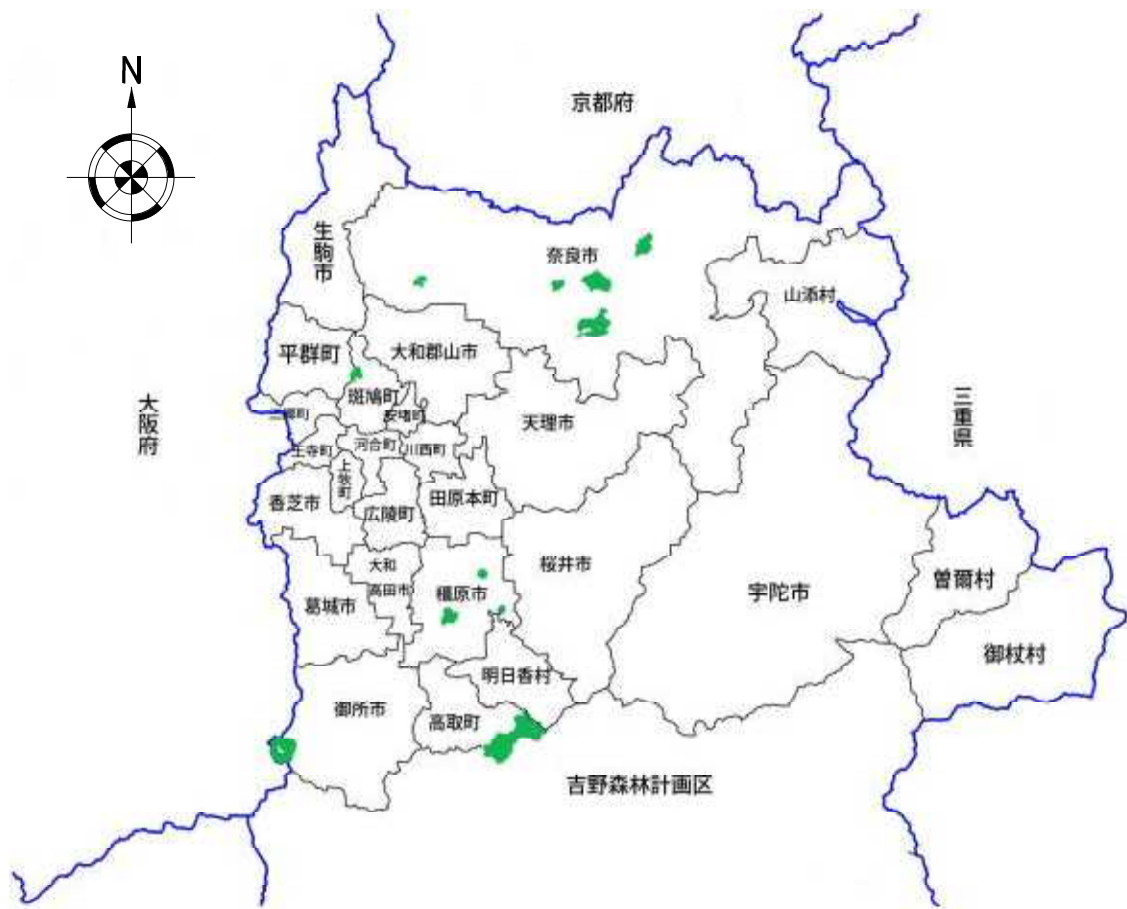 N
京都府
生駒市
奈良市
山添村
平群町
大和郡山市
斑鳩町
安堵町
大阪府
三重県
三郷町
天理市
王寺町
河合町
川西町
上牧町
香芝市
広陵町
田原本町
大和
高田市
橿原市
桜井市
宇陀市
曽爾村
葛城市
御杖村
明日香村
御所市
高取町
吉野森林計画区